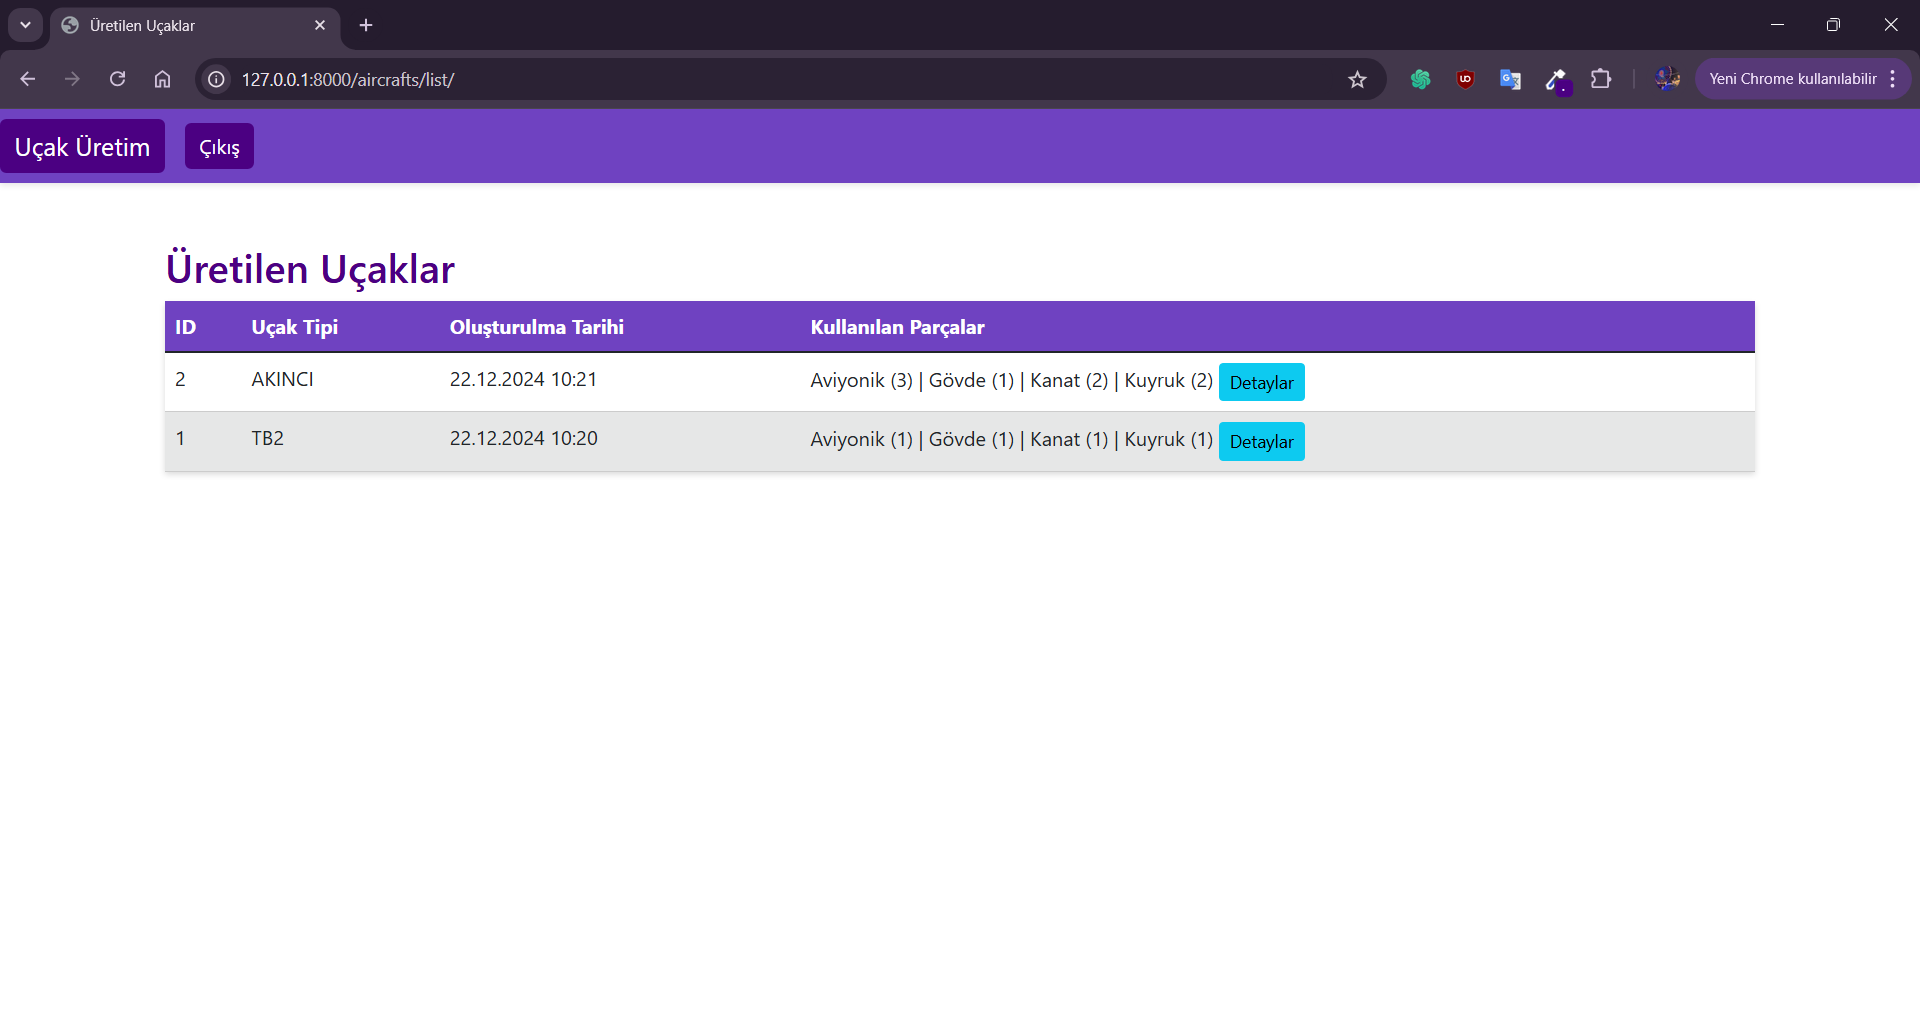 Üretilen Uçaklar
127.0.0.1:8000/aircrafts/list/
Yeni Chrome kullanılabilir
Uçak Üretim Çıkış
Üretilen Uçaklar
ID Uçak Tipi Oluşturulma Tarihi Kullanılan Parçalar
2 AKINCI 22.12.2024 10:21 Aviyonik (3) | Gövde (1) | Kanat (2) | Kuyruk (2) Detaylar
1 TB2 22.12.2024 10:20 Aviyonik (1) | Gövde (1) | Kanat (1) | Kuyruk (1) Detaylar